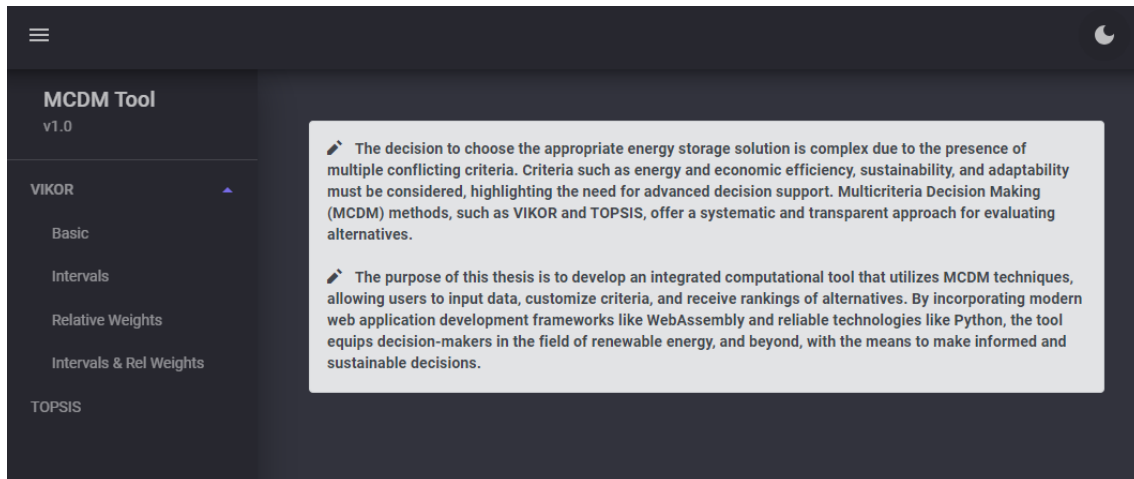 MCDM Tool
v1.0
VIKOR
Basic
Intervals
Relative Weights
Intervals & Rel Weights
TOPSIS
The decision to choose the appropriate energy storage solution is complex due to the presence of
multiple conflicting criteria. Criteria such as energy and economic efficiency, sustainability, and adaptability
must be considered, highlighting the need for advanced decision support. Multicriteria Decision Making
(MCDM) methods, such as VIKOR and TOPSIS, offer a systematic and transparent approach for evaluating
alternatives.
The purpose of this thesis is to develop an integrated computational tool that utilizes MCDM techniques,
allowing users to input data, customize criteria, and receive rankings of alternatives. By incorporating modern
web application development frameworks like WebAssembly and reliable technologies like Python, the tool
equips decision-makers in the field of renewable energy, and beyond, with the means to make informed and
sustainable decisions.